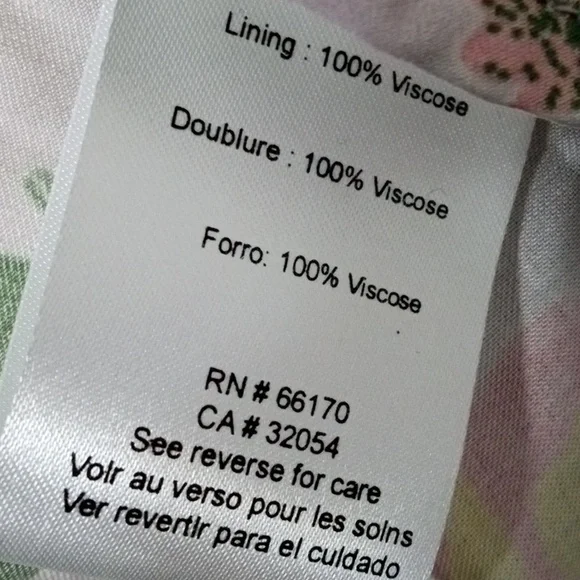 Lining : 100% Viscose
Doublure : 100% Viscose
Forro: 100% Viscose
RN # 66170
CA # 32054
See reverse for care
Voir au verso pour les soins
Ver revertir para el cuidado